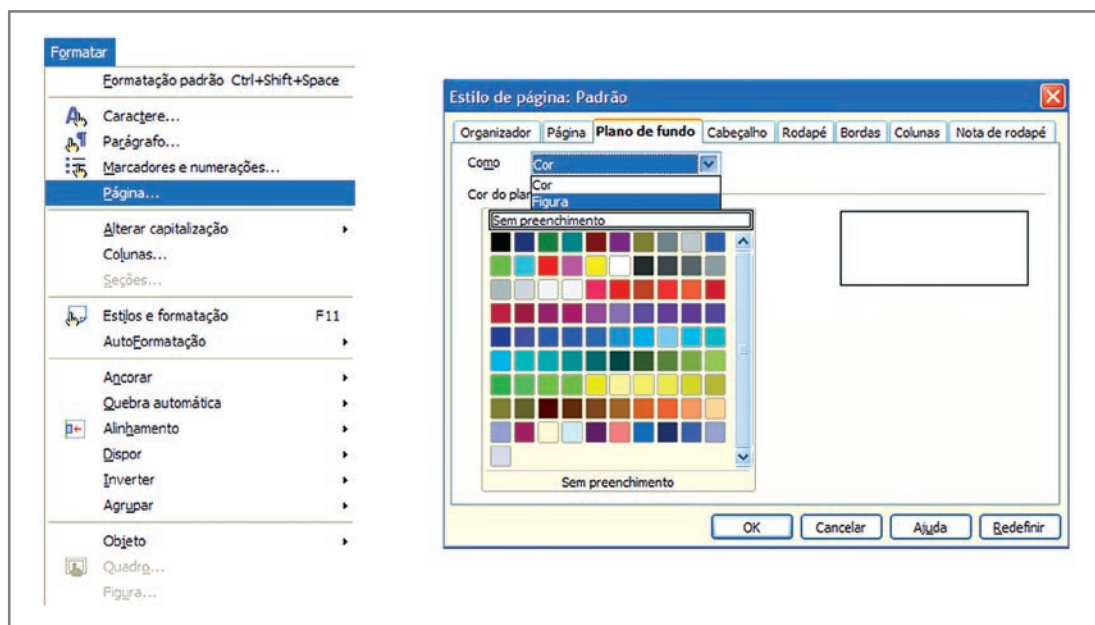 Formatar
Formatação padrão Ctrl+Shift+Space
Caractere...
Parágrafo...
Marcadores e numerações...
Página...
Alterar capitalização
Colunas...
Seções...
Estilos e formatação F11
AutoFormatação
Ancorar
Quebra automática
Alinhamento
Dispor
Inverter
Agrupar
Objeto
Quadro...
Figura...
Estilo de página: Padrão
Organizador Página Plano de fundo Cabeçalho Rodapé Bordas Colunas Nota de rodapé
Como Cor
Cor
Cor do plan
Figura
Sem preenchimento
Sem preenchimento
OK Cancelar Ajuda Redefinir